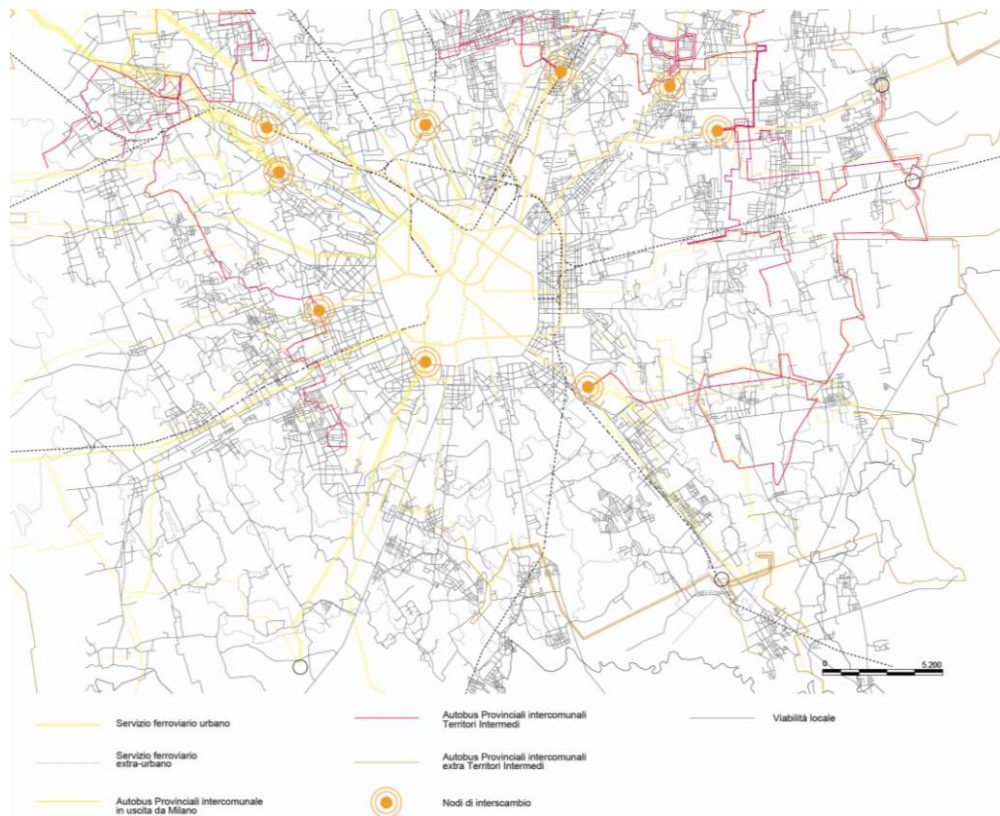 0 5.200
Servizio ferroviario urbano
Autobus Provinciali intercomunali
Territori Intermedi
Viabilità locale
Servizio ferroviario
extra-urbano
Autobus Provinciali intercomunali
extra Territori Intermedi
Autobus Provinciali intercomunale
in uscita da Milano
Nodi di interscambio